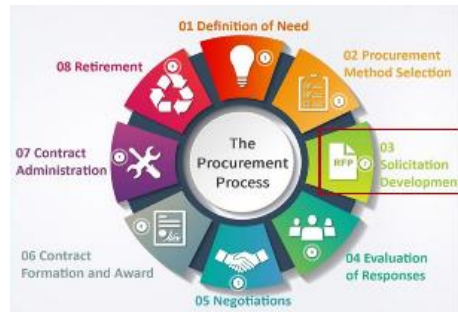 01 Definition of Need
02 Procurement
Method Selection
03
Solicitation
Developmen
RFP
04 Evaluation
of Responses
05 Negotiations
06 Contract
Formation and Award
07 Contract
Administration
08 Retirement
The
Procurement
Process